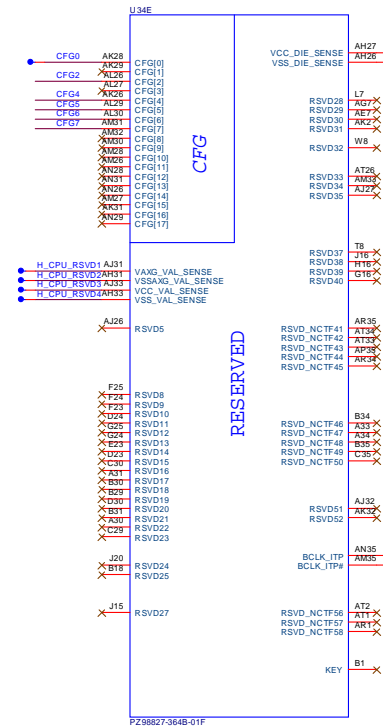 U34E
CFG0 AK28 CFG[0]
AK29 CFG[1]
CFG2 AL26 CFG[2]
AL27 CFG[3]
CFG4 AK26 CFG[4]
CFG5 AL29 CFG[5]
CFG6 AL30 CFG[6]
CFG7 AM31 CFG[7]
AM32 CFG[8]
AM30 CFG[9]
AM28 CFG[10]
AM26 CFG[11]
AN28 CFG[12]
AN31 CFG[13]
AN26 CFG[14]
AM27 CFG[15]
AK31 CFG[16]
AN29 CFG[17]
CFG
H_CPU_RSVD1 AJ31 VAXG_VAL_SENSE
H_CPU_RSVD2 AH31 VSSAXG_VAL_SENSE
H_CPU_RSVD3 AJ33 VCC_VAL_SENSE
H_CPU_RSVD4 AH33 VSS_VAL_SENSE
AJ26 RSVD5
RESERVED
F25 RSVD8
F24 RSVD9
F23 RSVD10
D24 RSVD11
G25 RSVD12
G24 RSVD13
E23 RSVD14
D23 RSVD15
C30 RSVD16
A31 RSVD17
B30 RSVD18
B29 RSVD19
D30 RSVD20
B31 RSVD21
A30 RSVD22
C29 RSVD23
J20 RSVD24
B18 RSVD25
J15 RSVD27
VCC_DIE_SENSE AH27
VSS_DIE_SENSE AH26
RSVD28 L7
RSVD29 AG7
RSVD30 AE7
RSVD31 AK2
RSVD32 W8
RSVD33 AT26
RSVD34 AM33
RSVD35 AJ27
RSVD37 T8
RSVD38 J16
RSVD39 H16
RSVD40 G16
RSVD_NCTF41 AR35
RSVD_NCTF42 AT34
RSVD_NCTF43 AT33
RSVD_NCTF44 AP35
RSVD_NCTF45 AR34
RSVD_NCTF46 B34
RSVD_NCTF47 A33
RSVD_NCTF48 A34
RSVD_NCTF49 B35
RSVD_NCTF50 C35
RSVD51 AJ32
RSVD52 AK32
BCLK_ITP AN35
BCLK_ITP# AM35
RSVD_NCTF56 AT2
RSVD_NCTF57 AT1
RSVD_NCTF58 AR1
KEY B1
PZ98827-364B-01F